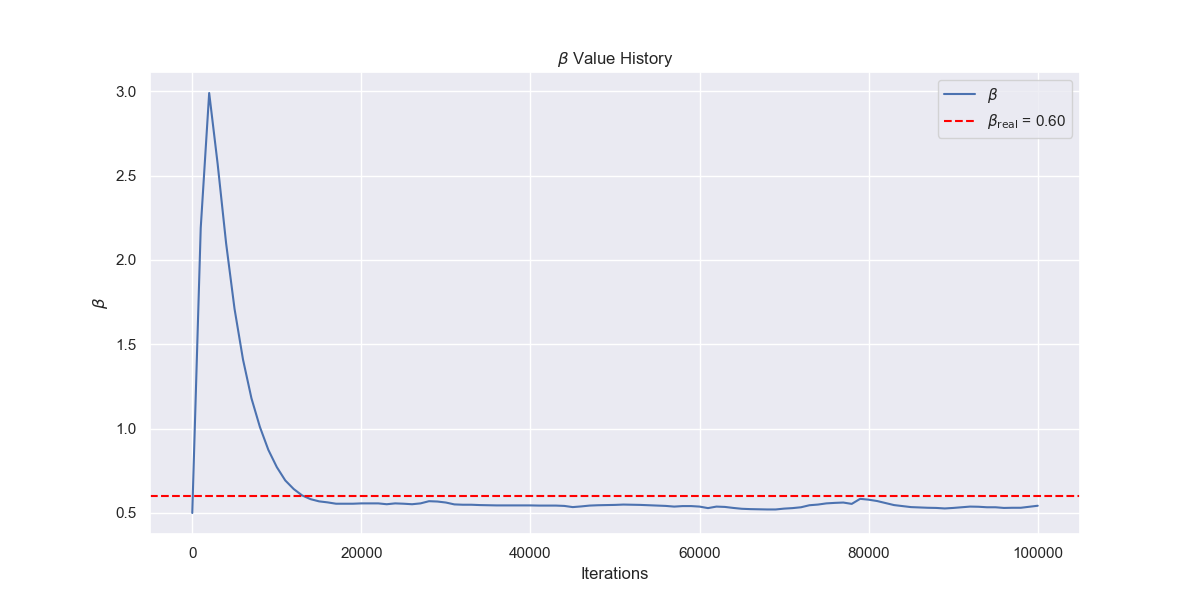 β Value History
3.0
2.5
2.0
1.5
1.0
0.5
β
0 20000 40000 60000 80000 100000
Iterations
β
β_real = 0.60